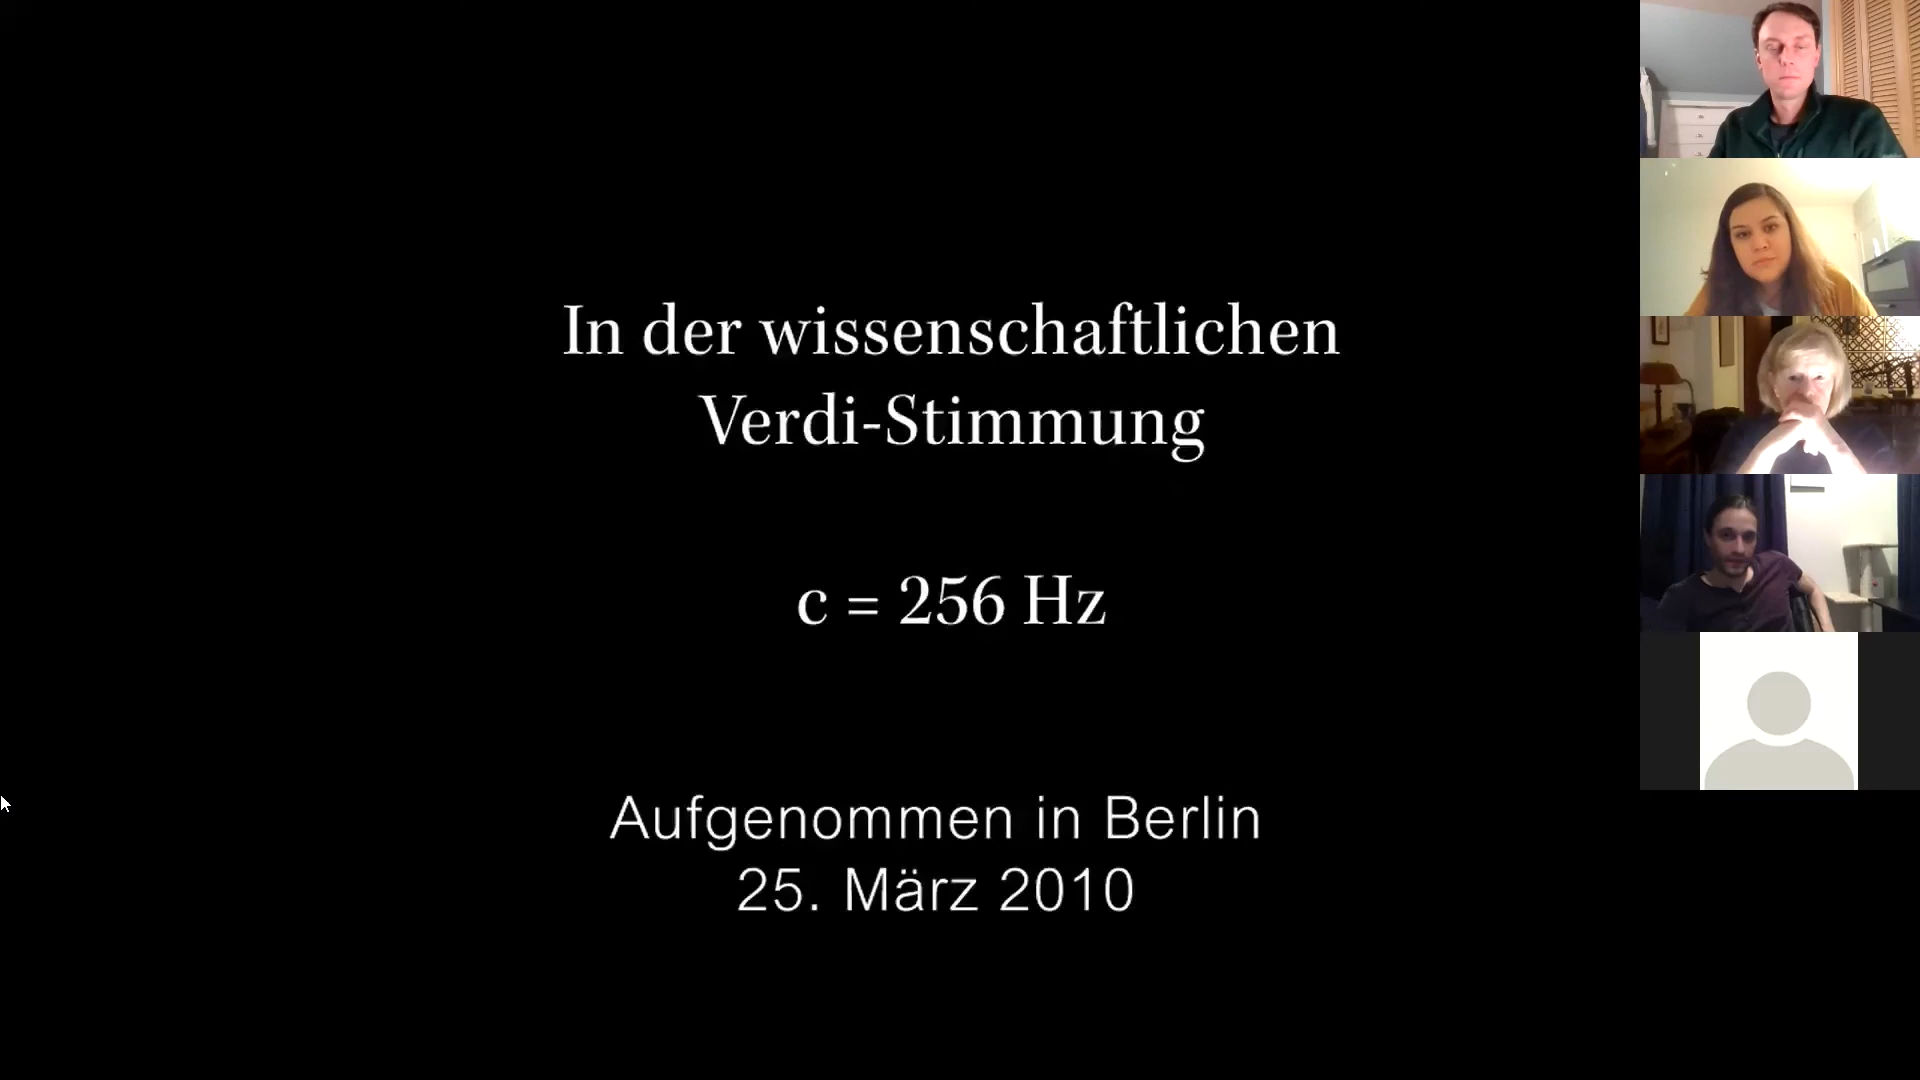 In der wissenschaftlichen
Verdi-Stimmung
c = 256 Hz
Aufgenommen in Berlin
25. März 2010